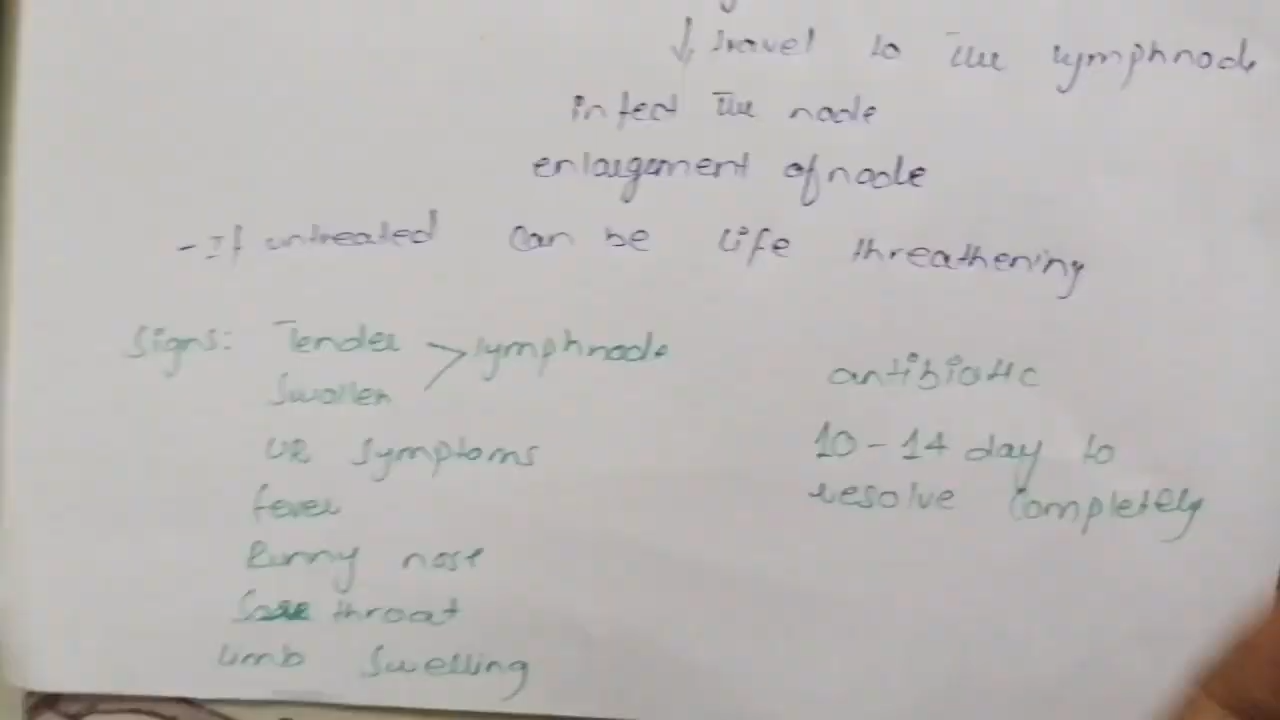 ↓ travel to the lymphnode
infect the node
enlargement of node
- If untreated can be life threathening
Signs: Tender > lymphnode
Swollen
UR symptoms
fever
Runny nose
Sore throat
limb swelling
antibiotic
10-14 day to
resolve completely